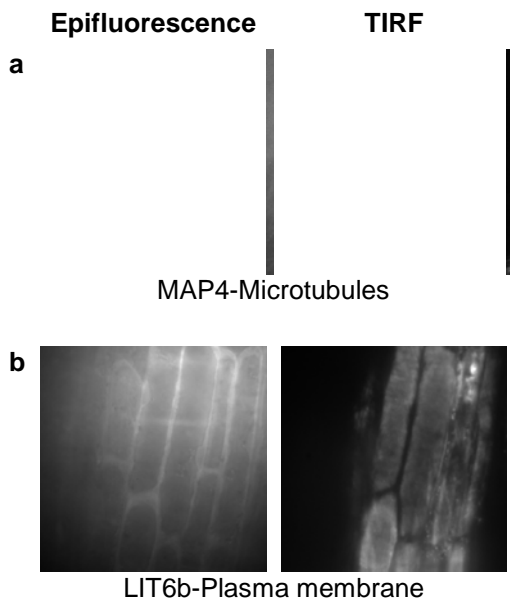 Epifluorescence TIRF
a
MAP4-Microtubules
b
LIT6b-Plasma membrane